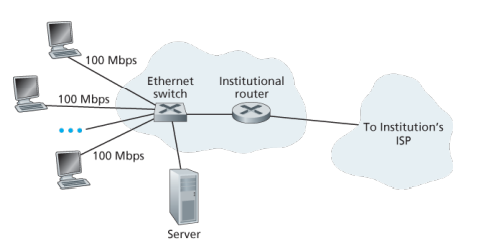 100 Mbps
Ethernet
switch
Institutional
router
100 Mbps
To Institution's
ISP
100 Mbps
Server